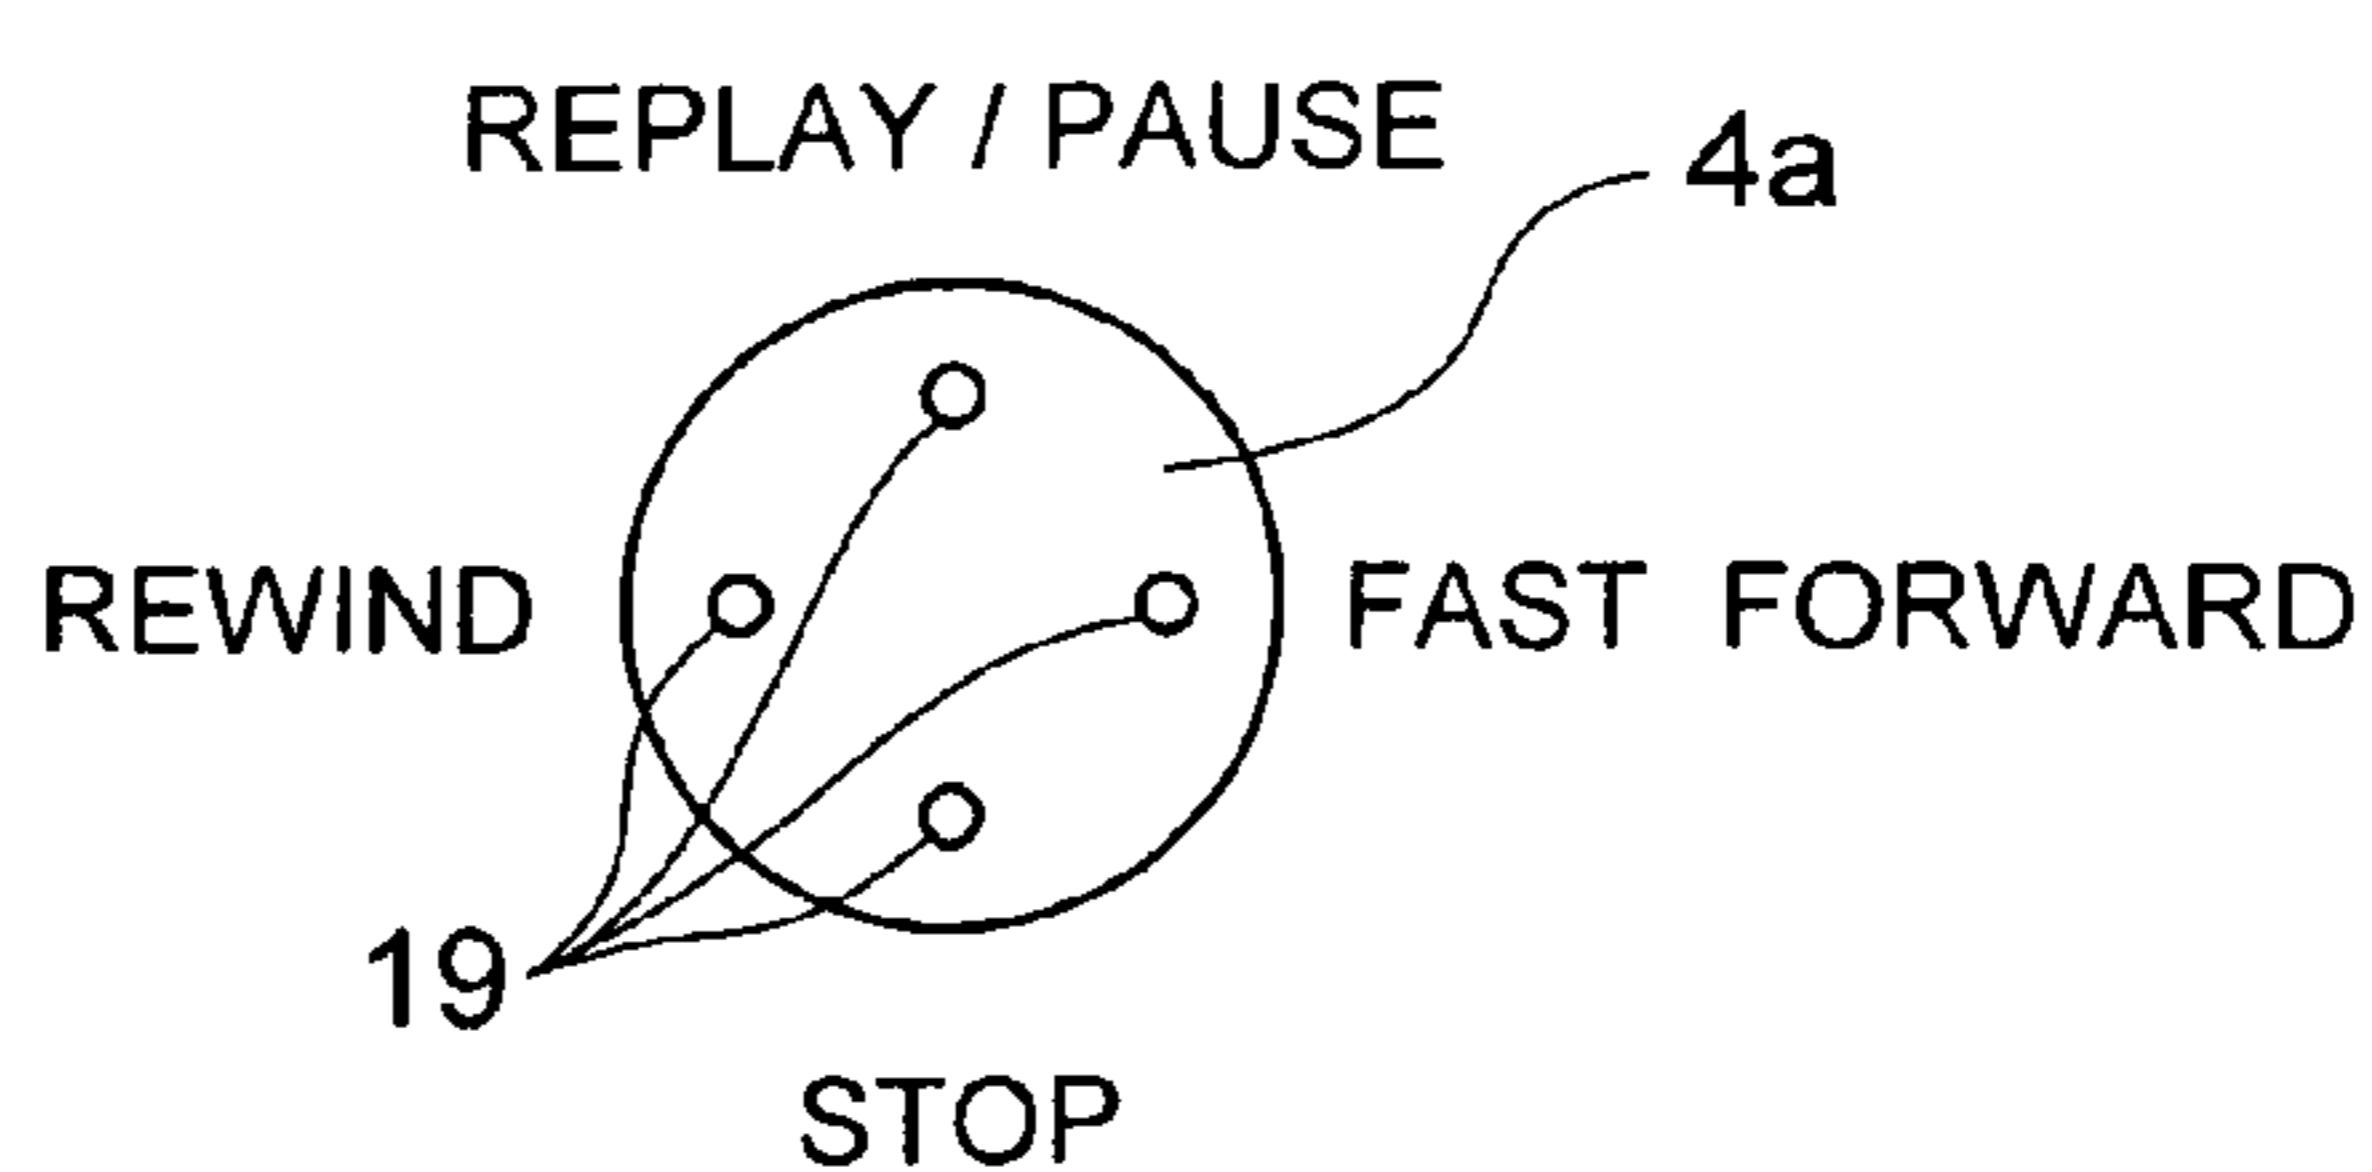 REPLAY / PAUSE
4a
REWIND
FAST FORWARD
19
STOP